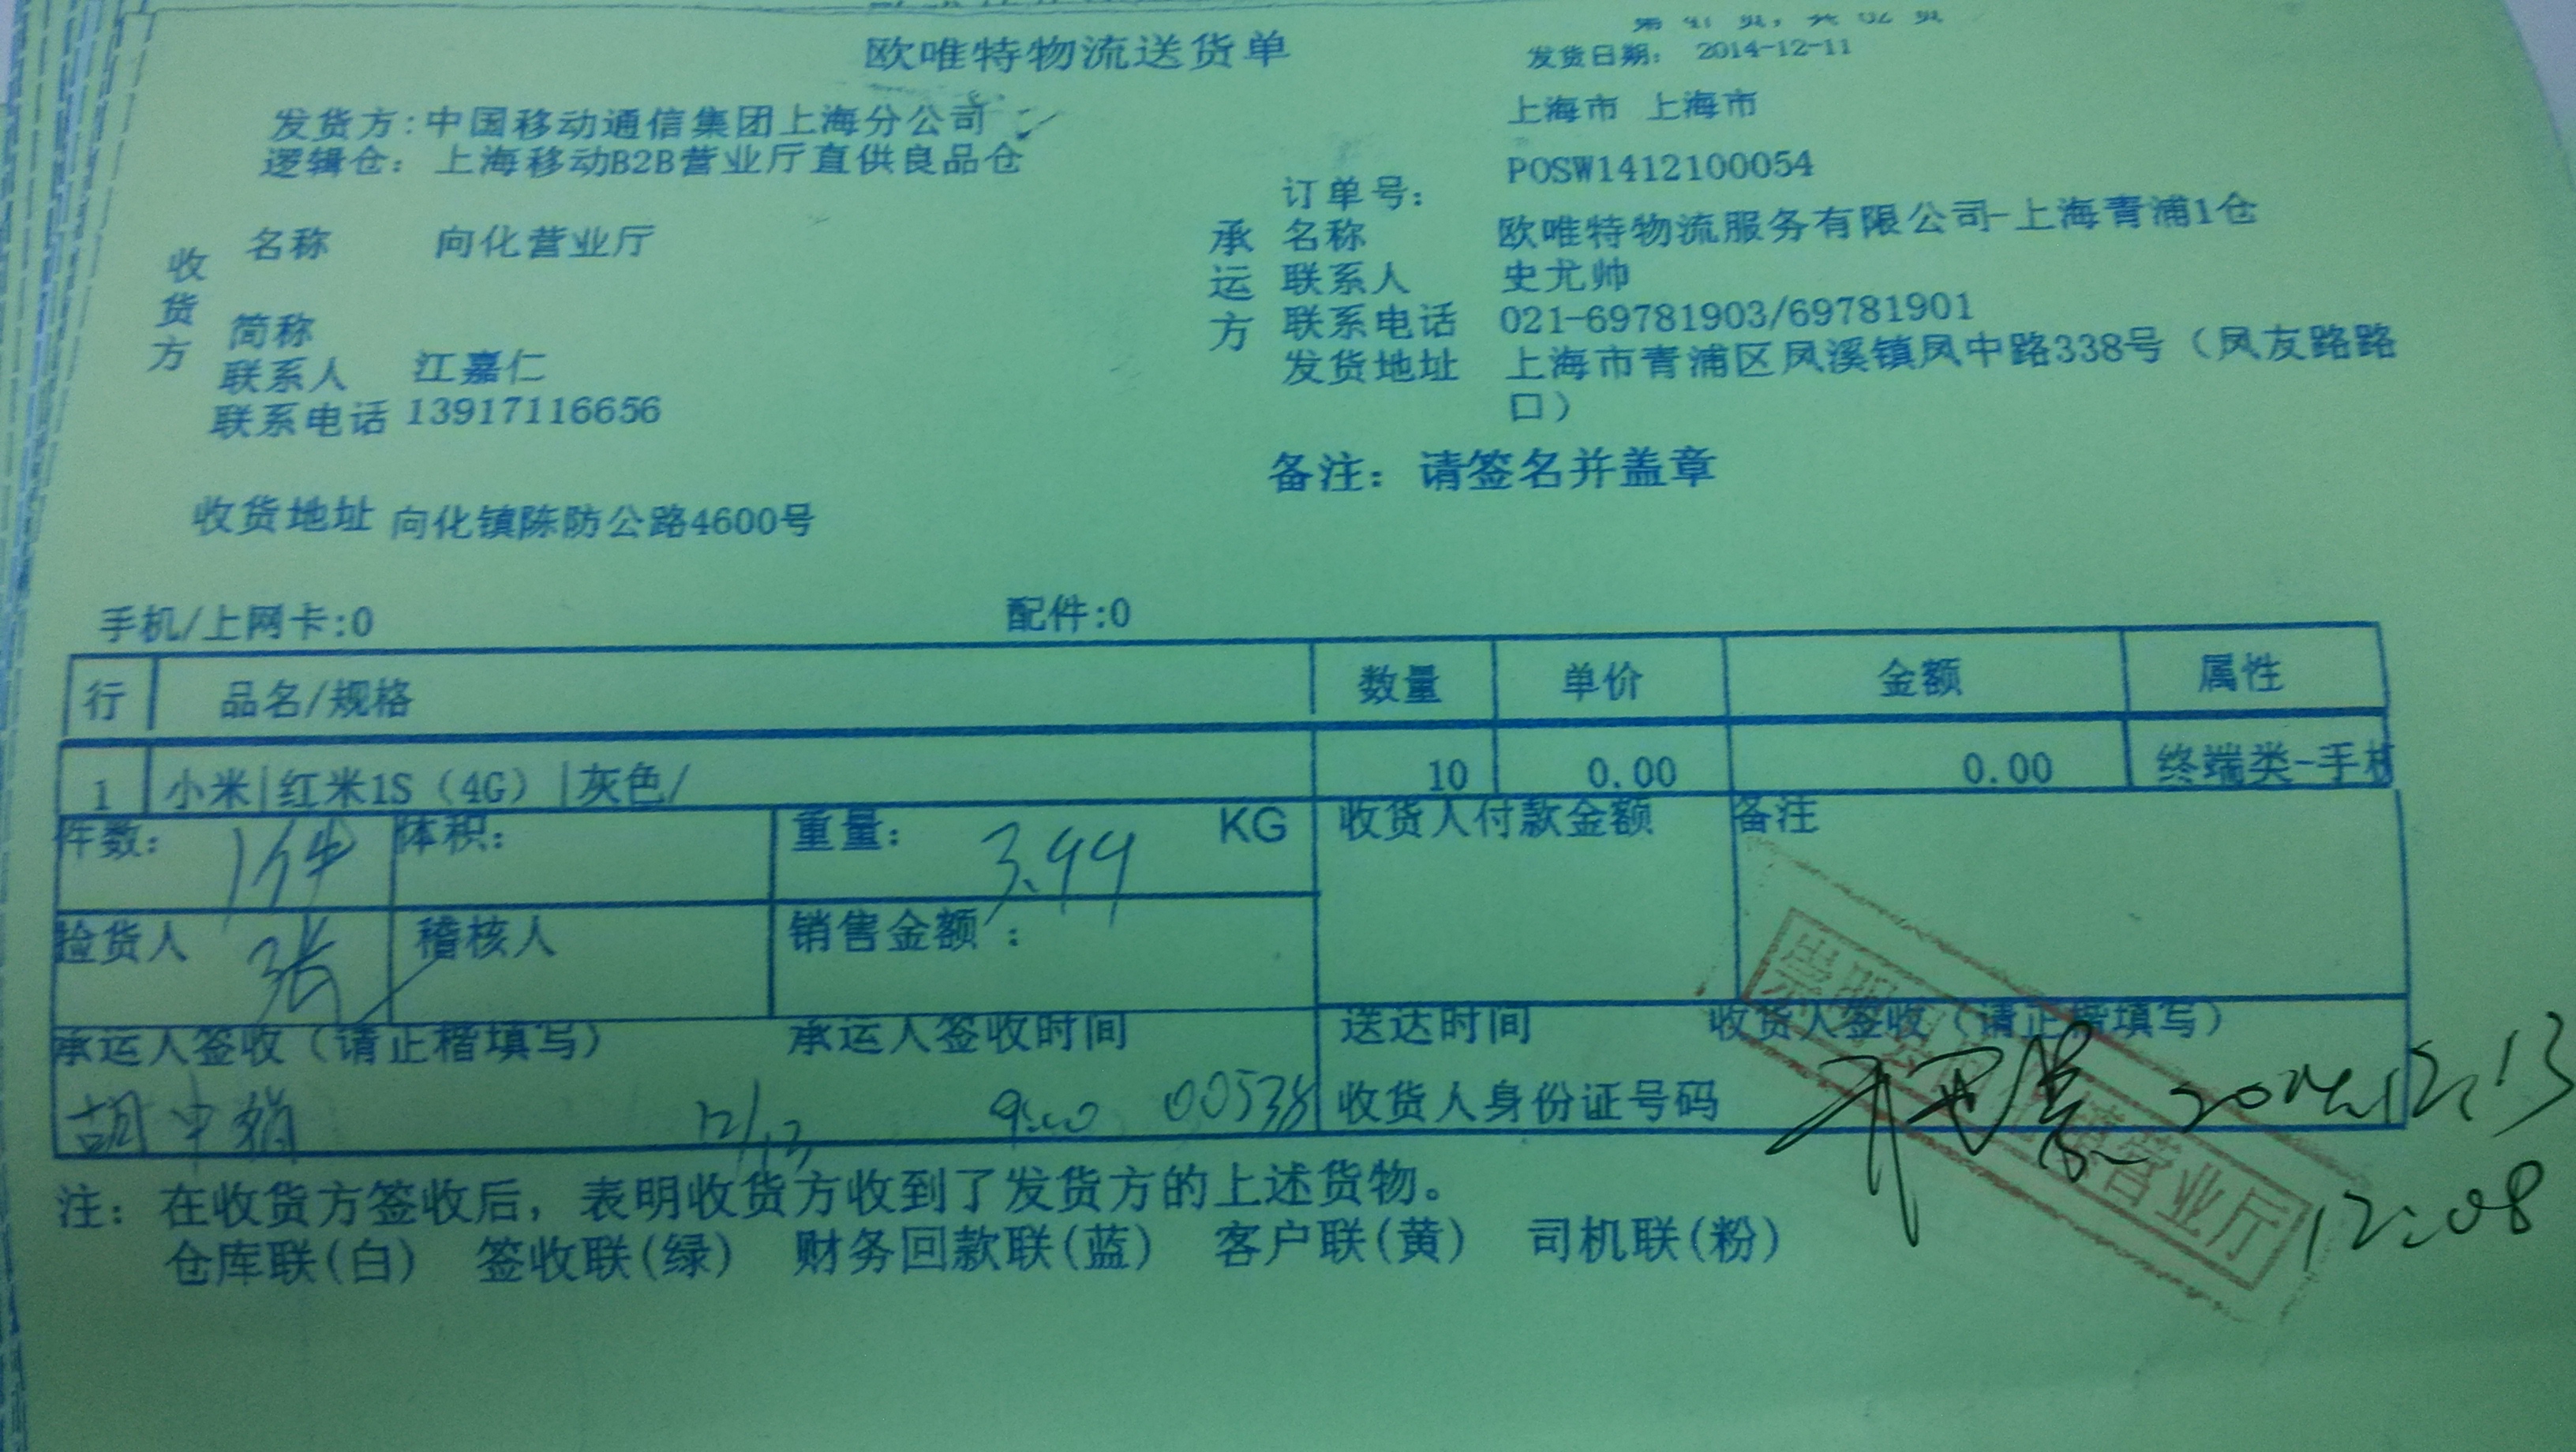 欧唯特物流送货单
发货日期： 2014-12-11
发货方:中国移动通信集团上海分公司
上海市 上海市
逻辑仓： 上海移动B2B营业厅直供良品仓
订单号： POSW1412100054
收货方
名称 向化营业厅
简称
联系人 江嘉仁
联系电话 13917116656
收货地址 向化镇陈防公路4600号
承运方
名称 欧唯特物流服务有限公司-上海青浦1仓
联系人 史尤帅
联系电话 021-69781903/69781901
发货地址 上海市青浦区凤溪镇凤中路338号（凤友路路
口）
备注： 请签名并盖章
手机/上网卡:0 配件:0
行 品名/规格 数量 单价 金额 属性
1 小米|红米1S（4G）|灰色/ 10 0.00 0.00 终端类-手机
件数： 1件 体积： 重量： 3.99 KG 收货人付款金额 备注
捡货人 张 稽核人 销售金额 ：
承运人签收（请正楷填写） 承运人签收时间 送达时间 收货人签收（请正楷填写）
12/12 9:00 00538 收货人身份证号码 2014.12.13
12:08
镇营业厅
注： 在收货方签收后，表明收货方收到了发货方的上述货物。
仓库联(白) 签收联(绿) 财务回款联(蓝) 客户联(黄) 司机联(粉)